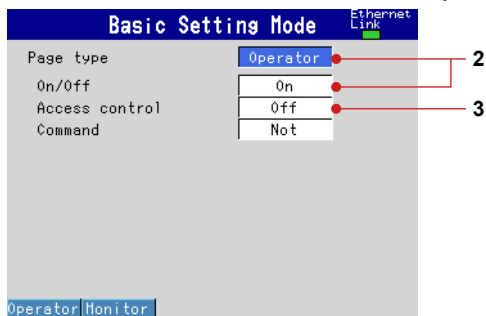 Basic Setting Mode
Ethernet
Link
Page type Operator 2
On/Off On
Access control Off 3
Command Not
Operator Monitor